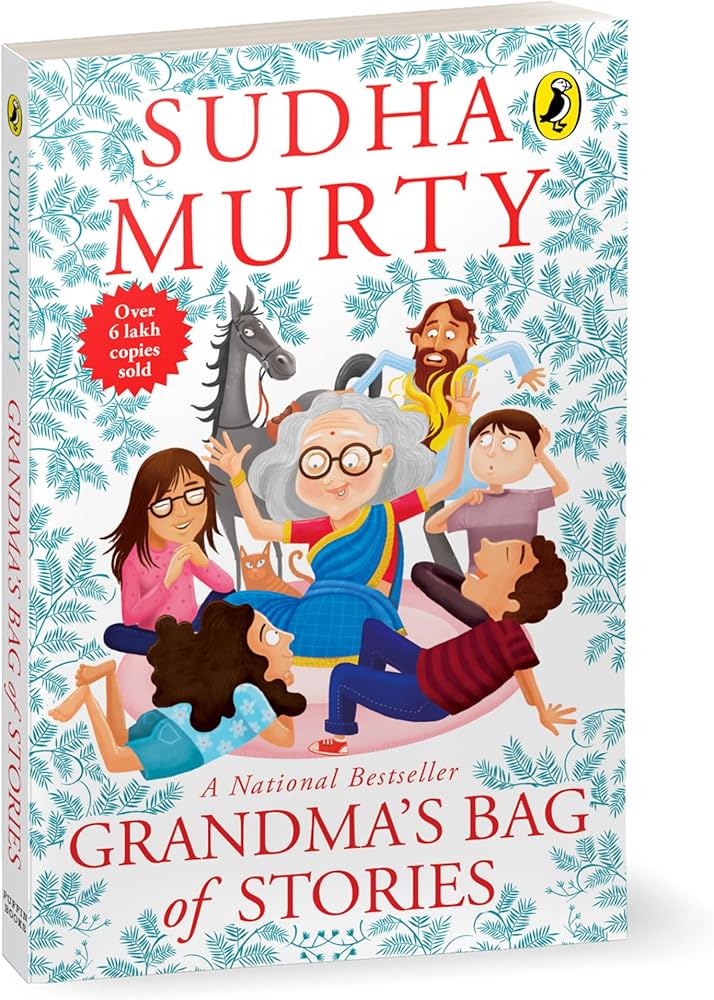 SUDHA
MURTY
Over
6 lakh
copies
sold
A National Bestseller
GRANDMA'S BAG
of STORIES
SUDHA MURTY GRANDMA'S BAG of STORIES
PUFFIN
BOOKS